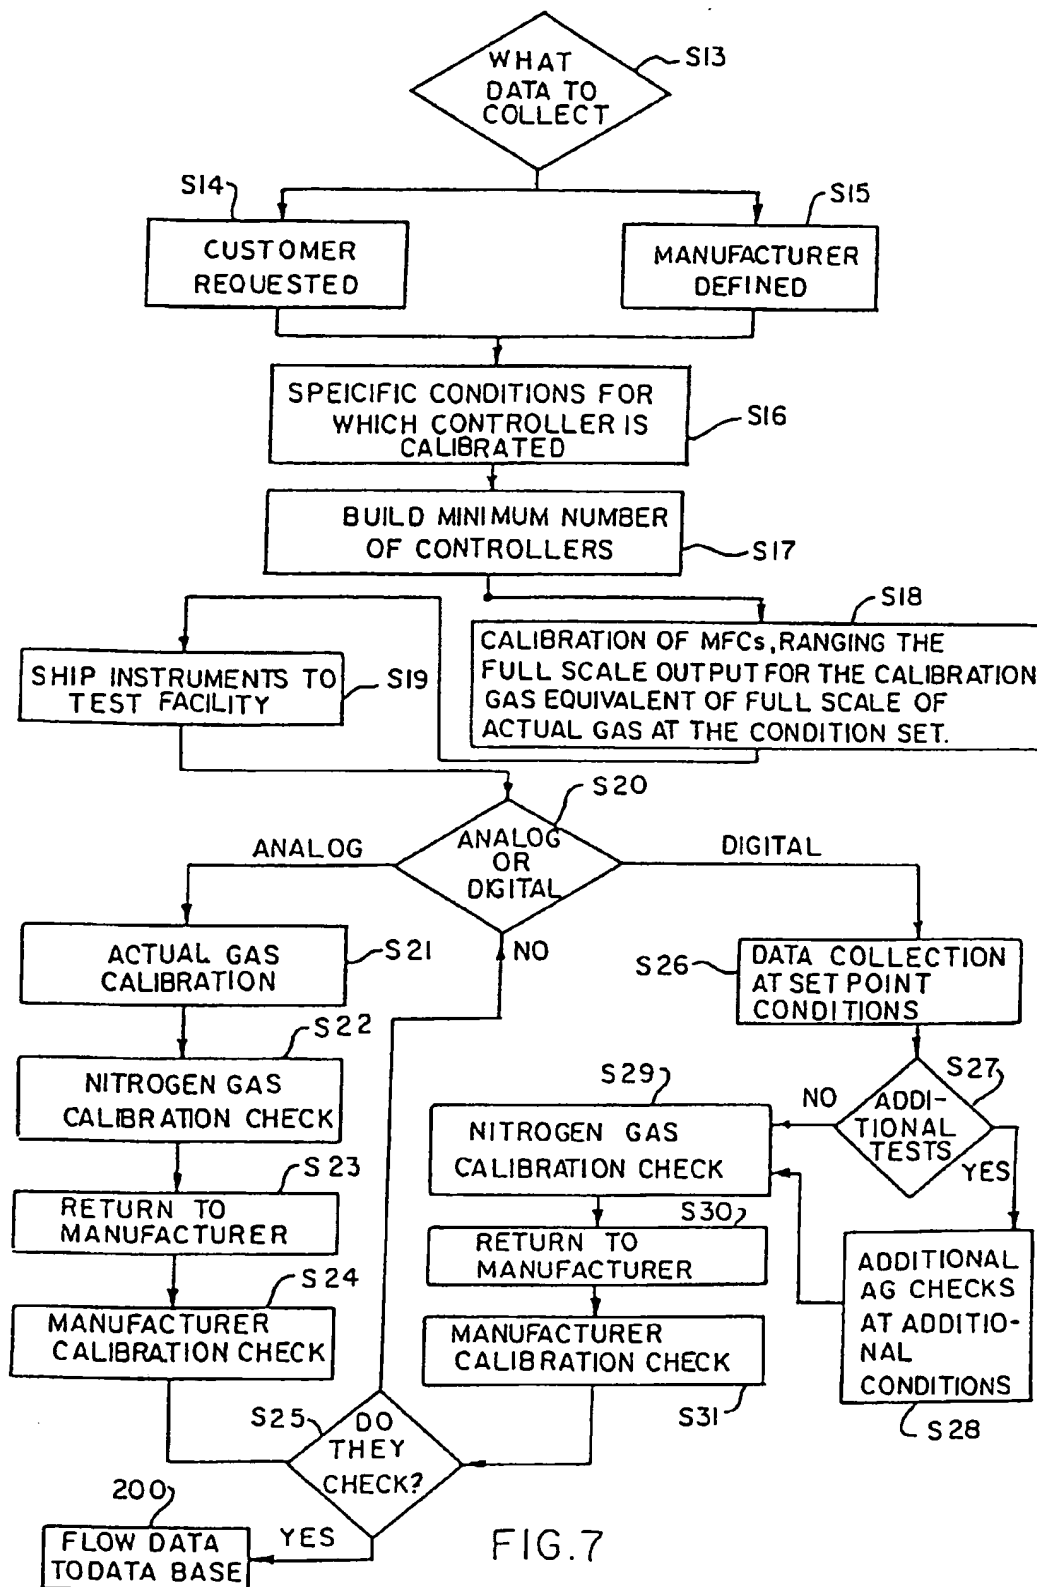 WHAT
DATA TO
COLLECT
S13
S14
CUSTOMER
REQUESTED
S15
MANUFACTURER
DEFINED
SPEICIFIC CONDITIONS FOR
WHICH CONTROLLER IS
CALIBRATED
S16
BUILD MINIMUM NUMBER
OF CONTROLLERS
S17
S18
CALIBRATION OF MFCs, RANGING THE
FULL SCALE OUTPUT FOR THE CALIBRATION
GAS EQUIVALENT OF FULL SCALE OF
ACTUAL GAS AT THE CONDITION SET.
SHIP INSTRUMENTS TO
TEST FACILITY
S19
S20
ANALOG
OR
DIGITAL
ANALOG
DIGITAL
NO
ACTUAL GAS
CALIBRATION
S21
S22
NITROGEN GAS
CALIBRATION CHECK
S23
RETURN TO
MANUFACTURER
S24
MANUFACTURER
CALIBRATION CHECK
S26
DATA COLLECTION
AT SET POINT
CONDITIONS
S27
ADDI-
TIONAL
TESTS
NO
YES
ADDITIONAL
AG CHECKS
AT ADDITIO-
NAL
CONDITIONS
S28
S29
NITROGEN GAS
CALIBRATION CHECK
S30
RETURN TO
MANUFACTURER
MANUFACTURER
CALIBRATION CHECK
S31
S25
DO
THEY
CHECK?
YES
200
FLOW DATA
TO DATA BASE
FIG.7